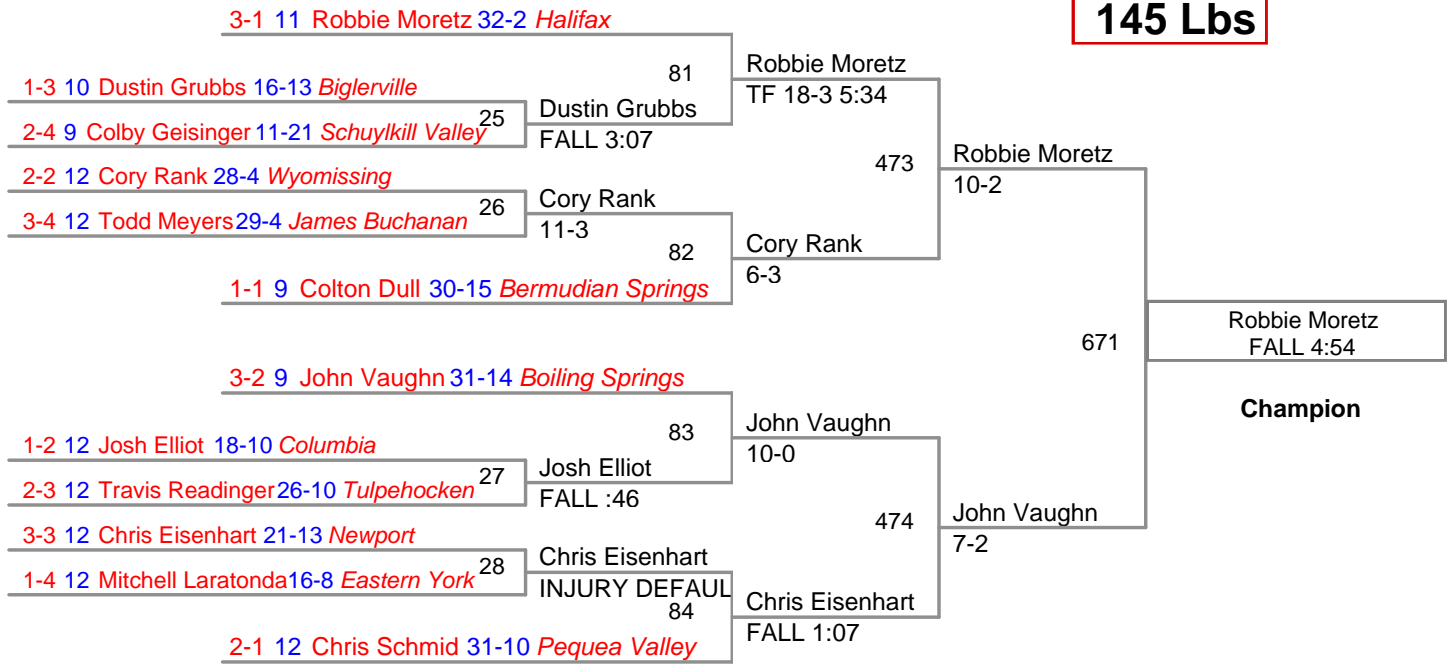 145 Lbs
3-1 11 Robbie Moretz 32-2 Halifax
81
Robbie Moretz
TF 18-3 5:34
1-3 10 Dustin Grubbs 16-13 Biglerville
25
Dustin Grubbs
FALL 3:07
2-4 9 Colby Geisinger 11-21 Schuylkill Valley
473
Robbie Moretz
10-2
2-2 12 Cory Rank 28-4 Wyomissing
26
Cory Rank
11-3
3-4 12 Todd Meyers 29-4 James Buchanan
82
Cory Rank
6-3
1-1 9 Colton Dull 30-15 Bermudian Springs
671
Robbie Moretz
FALL 4:54
Champion
3-2 9 John Vaughn 31-14 Boiling Springs
83
John Vaughn
10-0
1-2 12 Josh Elliot 18-10 Columbia
27
Josh Elliot
FALL :46
2-3 12 Travis Readinger 26-10 Tulpehocken
474
John Vaughn
7-2
3-3 12 Chris Eisenhart 21-13 Newport
28
Chris Eisenhart
INJURY DEFAUL
1-4 12 Mitchell Laratonda 16-8 Eastern York
84
Chris Eisenhart
FALL 1:07
2-1 12 Chris Schmid 31-10 Pequea Valley